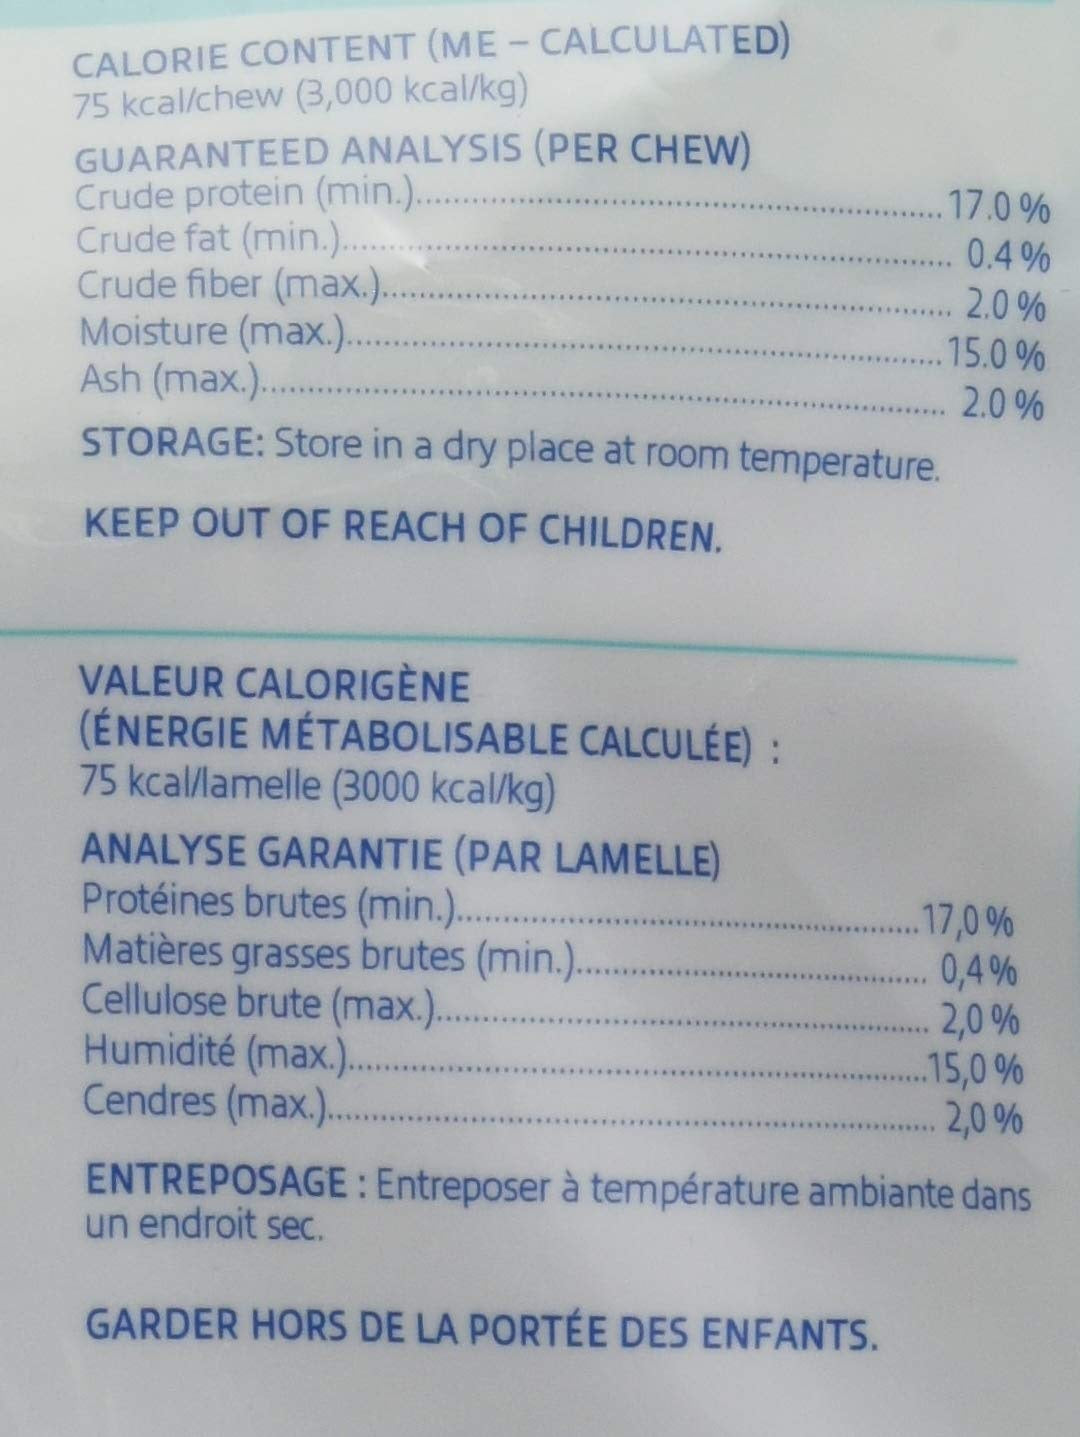 CALORIE CONTENT (ME – CALCULATED)
75 kcal/chew (3,000 kcal/kg)
GUARANTEED ANALYSIS (PER CHEW)
Crude protein (min.)..................................................17.0 %
Crude fat (min.)..................................................0.4 %
Crude fiber (max.)..................................................2.0 %
Moisture (max.)..................................................15.0 %
Ash (max.)..................................................2.0 %
STORAGE: Store in a dry place at room temperature.
KEEP OUT OF REACH OF CHILDREN.
VALEUR CALORIGÈNE
(ÉNERGIE MÉTABOLISABLE CALCULÉE) :
75 kcal/lamelle (3000 kcal/kg)
ANALYSE GARANTIE (PAR LAMELLE)
Protéines brutes (min.)..................................................17,0 %
Matières grasses brutes (min.)..................................................0,4 %
Cellulose brute (max.)..................................................2,0 %
Humidité (max.)..................................................15,0 %
Cendres (max.)..................................................2,0 %
ENTREPOSAGE : Entreposer à température ambiante dans
un endroit sec.
GARDER HORS DE LA PORTÉE DES ENFANTS.